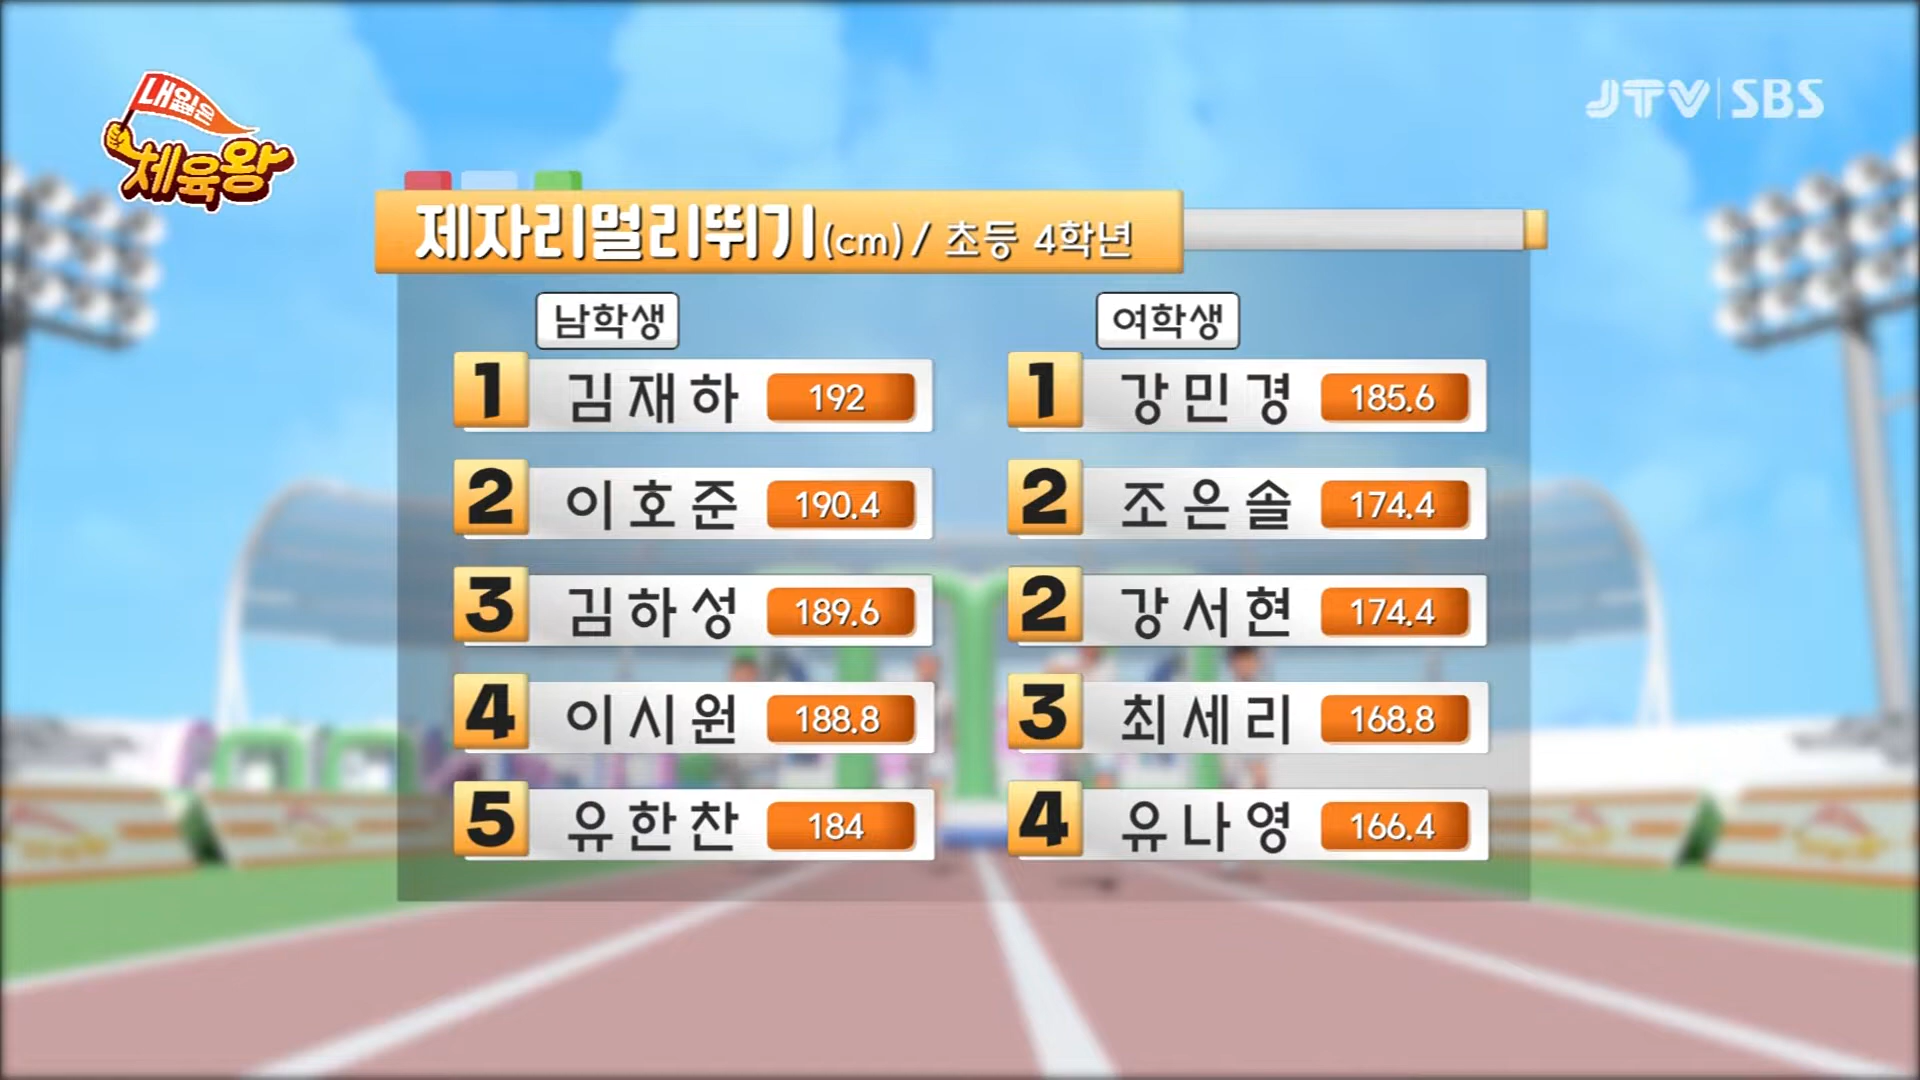 내일은
체육왕
JTV SBS
제자리멀리뛰기(cm) / 초등 4학년
남학생
1 김재하 192
2 이호준 190.4
3 김하성 189.6
4 이시원 188.8
5 유한찬 184
여학생
1 강민경 185.6
2 조은솔 174.4
2 강서현 174.4
3 최세리 168.8
4 유나영 166.4